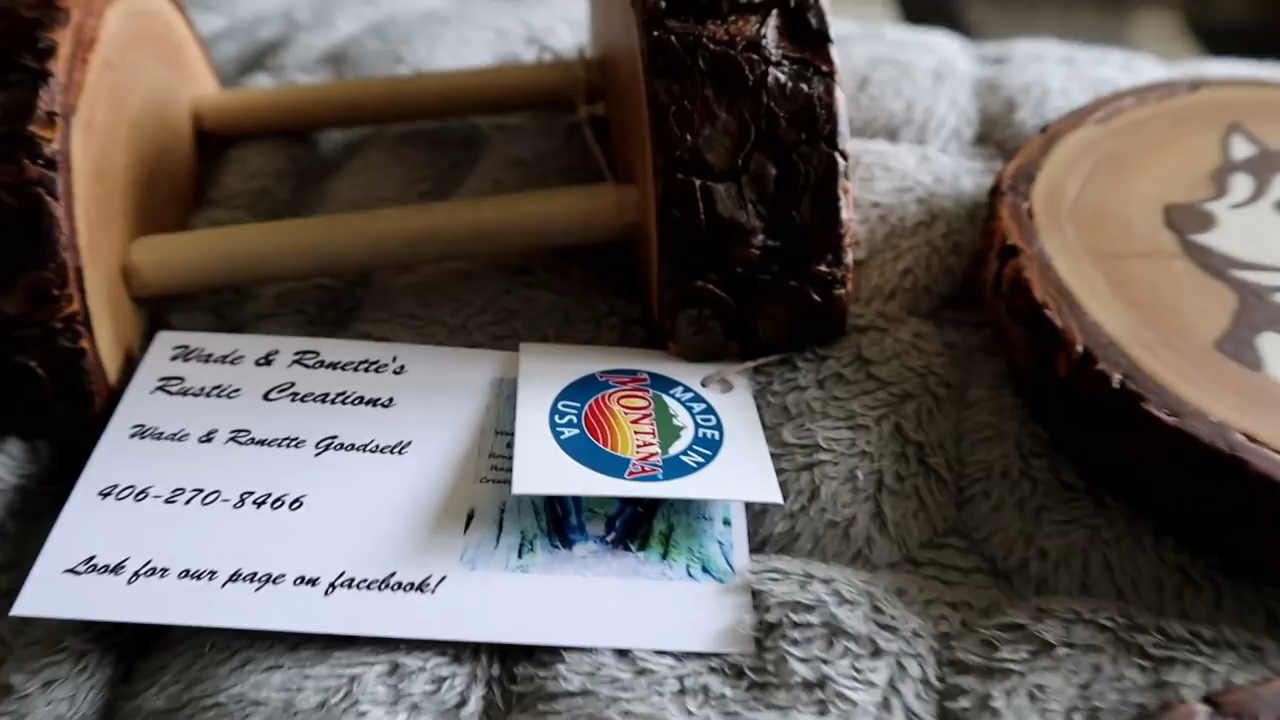 Wade & Ronette's
Rustic Creations
Wade & Ronette Goodsell
406-270-8466
Look for our page on facebook!
MADE IN
MONTANA
USA